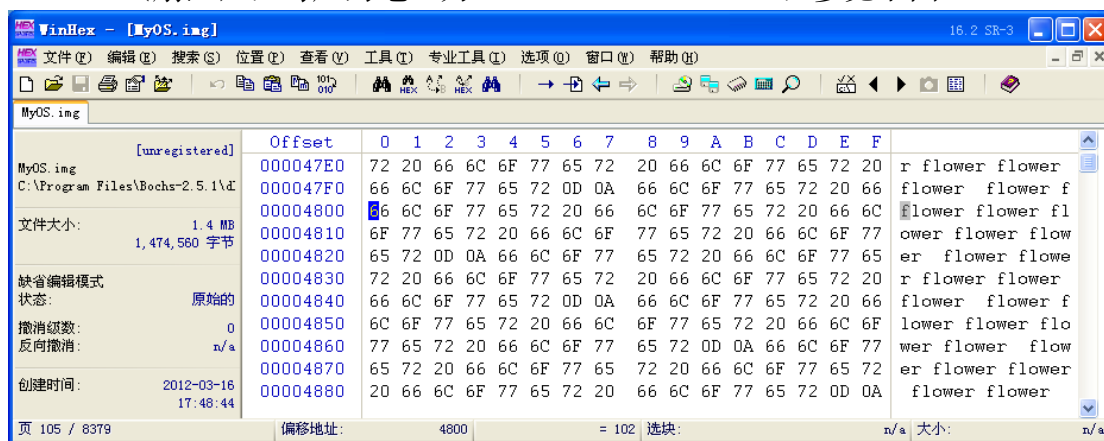 WinHex - [MyOS.img] 16.2 SR-3
文件(F) 编辑(E) 搜索(S) 位置(P) 查看(V) 工具(T) 专业工具(I) 选项(O) 窗口(W) 帮助(H)
MyOS.img
[unregistered]
MyOS.img
C:\Program Files\Bochs-2.5.1\d
文件大小: 1.4 MB
1,474,560 字节
缺省编辑模式
状态: 原始的
撤消级数: 0
反向撤消: n/a
创建时间: 2012-03-16
17:48:44
Offset 0 1 2 3 4 5 6 7 8 9 A B C D E F
000047E0 72 20 66 6C 6F 77 65 72 20 66 6C 6F 77 65 72 20 r flower flower
000047F0 66 6C 6F 77 65 72 0D 0A 66 6C 6F 77 65 72 20 66 flower flower f
00004800 66 6C 6F 77 65 72 20 66 6C 6F 77 65 72 20 66 6C flower flower fl
00004810 6F 77 65 72 20 66 6C 6F 77 65 72 20 66 6C 6F 77 ower flower flow
00004820 65 72 0D 0A 66 6C 6F 77 65 72 20 66 6C 6F 77 65 er flower flowe
00004830 72 20 66 6C 6F 77 65 72 20 66 6C 6F 77 65 72 20 r flower flower
00004840 66 6C 6F 77 65 72 0D 0A 66 6C 6F 77 65 72 20 66 flower flower f
00004850 6C 6F 77 65 72 20 66 6C 6F 77 65 72 20 66 6C 6F lower flower flo
00004860 77 65 72 20 66 6C 6F 77 65 72 0D 0A 66 6C 6F 77 wer flower flow
00004870 65 72 20 66 6C 6F 77 65 72 20 66 6C 6F 77 65 72 er flower flower
00004880 20 66 6C 6F 77 65 72 20 66 6C 6F 77 65 72 0D 0A flower flower
页 105 / 8379 偏移地址: 4800 = 102 选块: n/a 大小: n/a